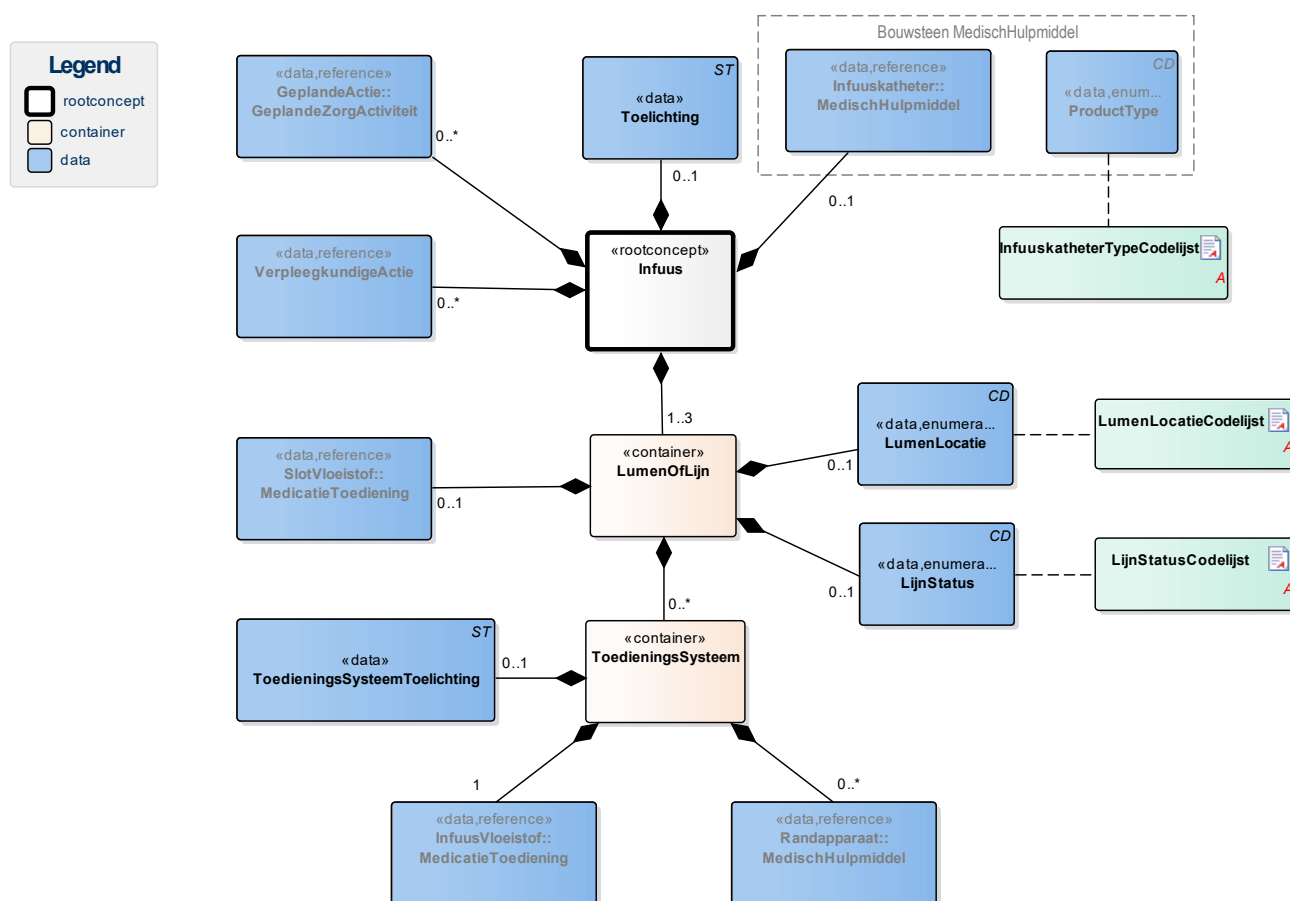 Legend
rootconcept
container
data
Bouwsteen MedischHulpmiddel
«data,reference»
GeplandeActie::
GeplandeZorgActiviteit
0..*
ST
«data»
Toelichting
0..1
«data,reference»
Infuuskatheter::
MedischHulpmiddel
0..1
CD
«data,enum...
ProductType
InfuuskatheterTypeCodelijst
A
«data,reference»
VerpleegkundigeActie
0..*
«rootconcept»
Infuus
1..3
«data,reference»
SlotVloeistof::
MedicatieToediening
0..1
«container»
LumenOfLijn
CD
«data,enumera...
LumenLocatie
0..1
LumenLocatieCodelijst
A
CD
«data,enumera...
LijnStatus
0..1
LijnStatusCodelijst
A
0..*
ST
«data»
ToedieningsSysteemToelichting
0..1
«container»
ToedieningsSysteem
1
0..*
«data,reference»
InfuusVloeistof::
MedicatieToediening
«data,reference»
Randapparaat::
MedischHulpmiddel